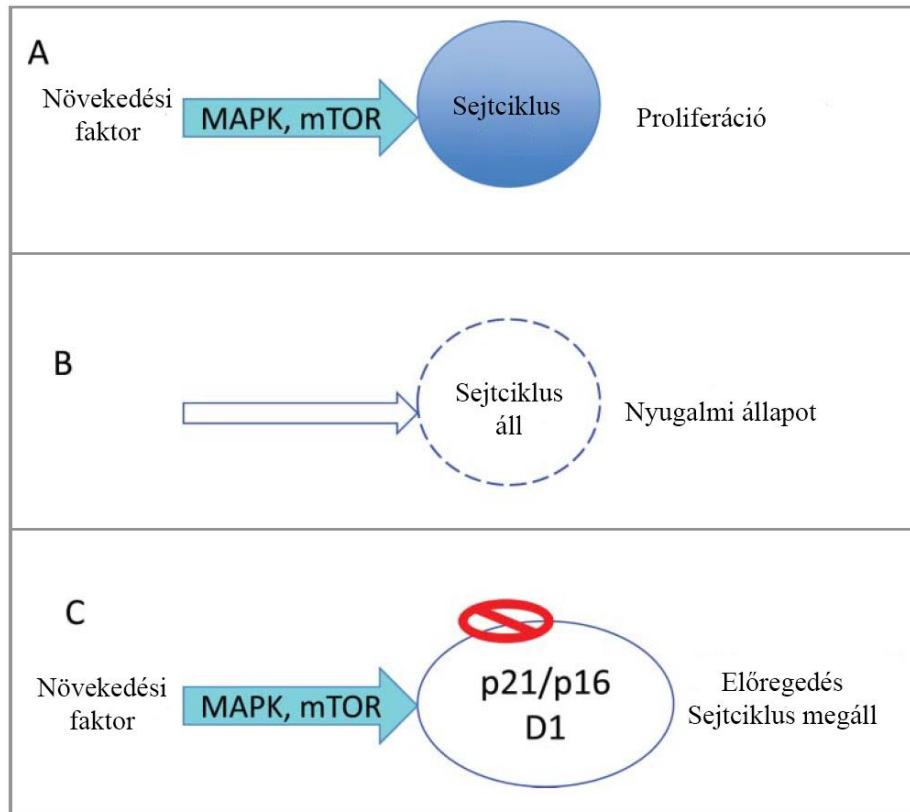 A
Növekedési
faktor
MAPK, mTOR
Sejtciklus
Proliferáció
B
Sejtciklus
áll
Nyugalmi állapot
C
Növekedési
faktor
MAPK, mTOR
p21/p16
D1
Előregedés
Sejtciklus megáll